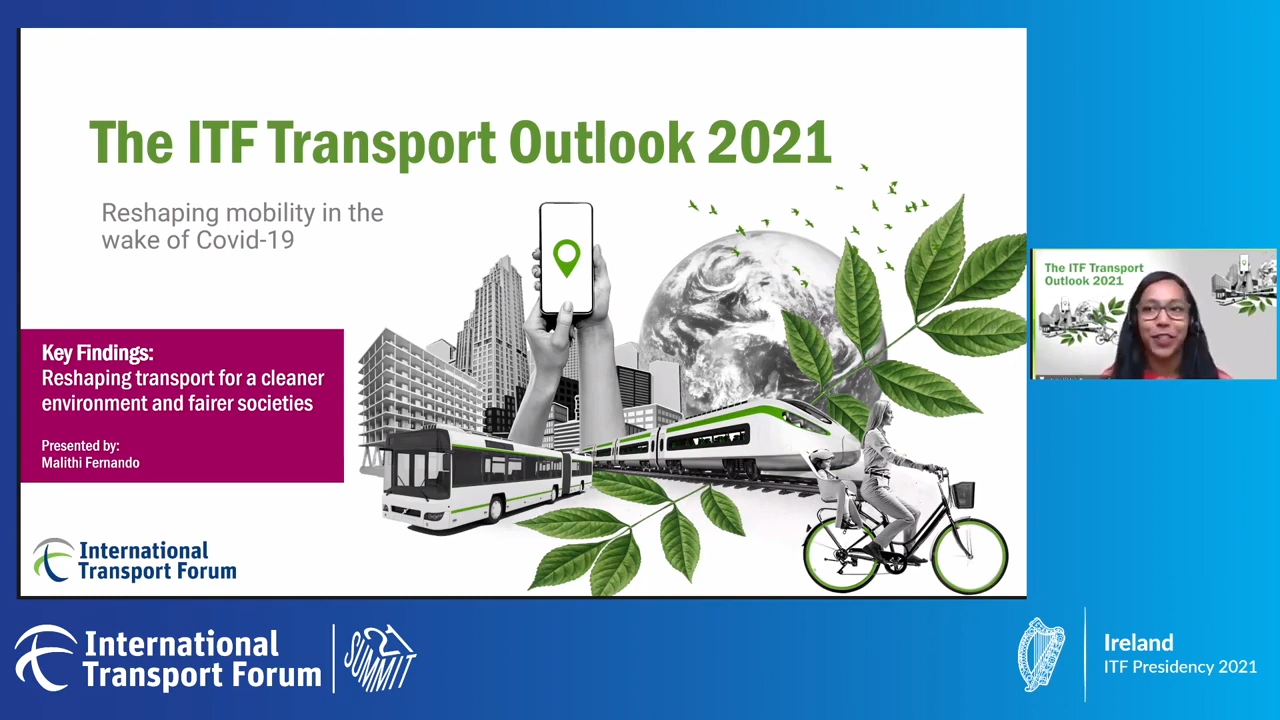 The ITF Transport Outlook 2021
Reshaping mobility in the
wake of Covid-19
Key Findings:
Reshaping transport for a cleaner
environment and fairer societies
Presented by:
Malithi Fernando
International
Transport Forum
The ITF Transport
Outlook 2021
International
Transport Forum
SUMMIT
Ireland
ITF Presidency 2021